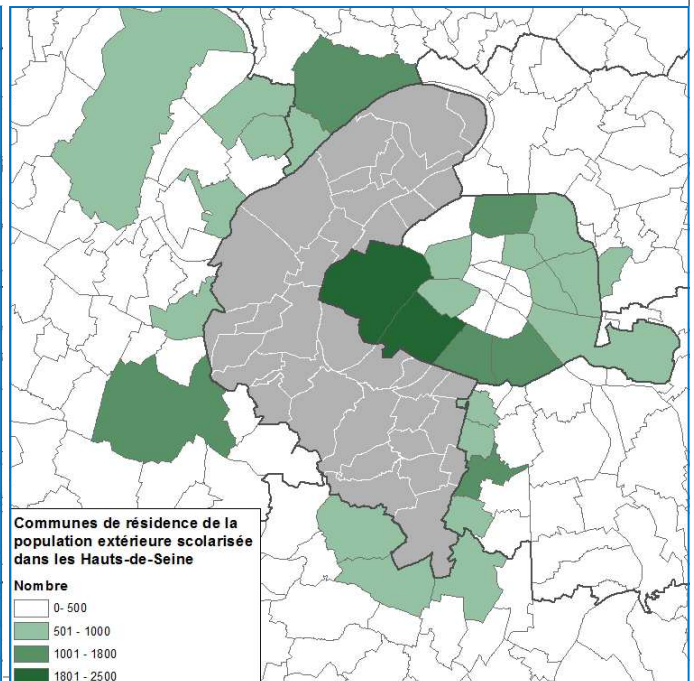 Communes de résidence de la
population extérieure scolarisée
dans les Hauts-de-Seine
Nombre
0- 500
501 - 1000
1001 - 1800
1801 - 2500